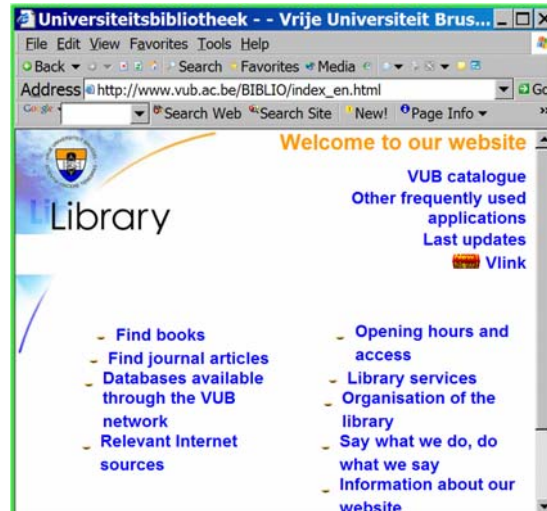 Universiteitsbibliotheek - - Vrije Universiteit Brus...
File Edit View Favorites Tools Help
Back Search Favorites Media
Address http://www.vub.ac.be/BIBLIO/index_en.html Go
Google Search Web Search Site New! Page Info »
Welcome to our website
Library
VUB catalogue
Other frequently used
applications
Last updates
Vlink
Find books
Find journal articles
Databases available
through the VUB
network
Relevant Internet
sources
Opening hours and
access
Library services
Organisation of the
library
Say what we do, do
what we say
Information about our
website